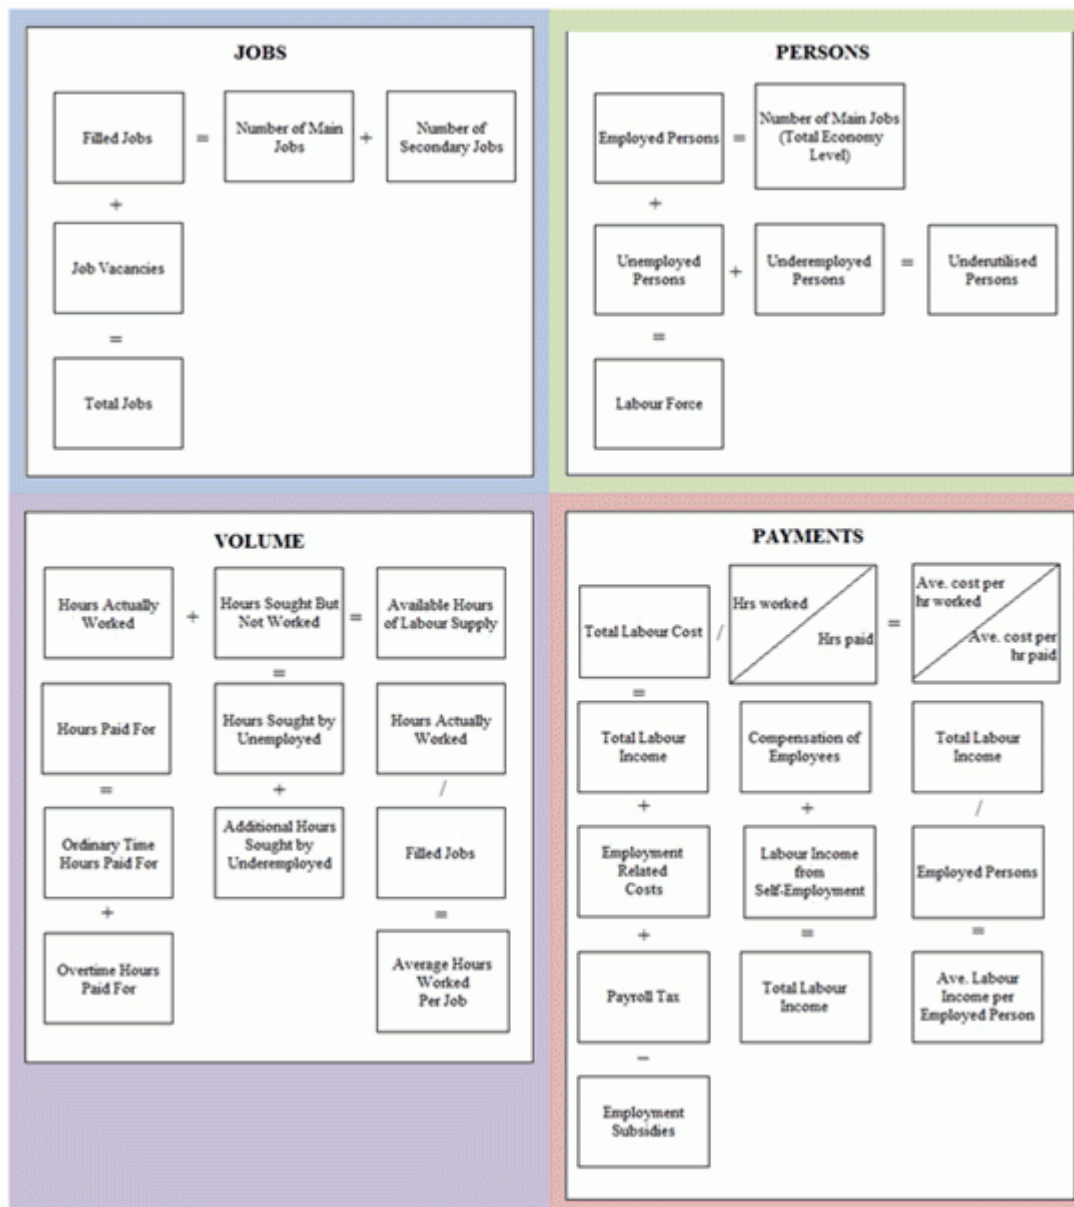 JOBS
Filled Jobs
=
Number of Main
Jobs
+
Number of
Secondary Jobs
+
Job Vacancies
=
Total Jobs
PERSONS
Employed Persons
=
Number of Main Jobs
(Total Economy
Level)
+
Unemployed
Persons
+
Underemployed
Persons
=
Underutilised
Persons
=
Labour Force
VOLUME
Hours Actually
Worked
+
Hours Sought But
Not Worked
=
Available Hours
of Labour Supply
=
Hours Paid For
Hours Sought by
Unemployed
Hours Actually
Worked
=
+
/
Ordinary Time
Hours Paid For
Additional Hours
Sought by
Underemployed
Filled Jobs
+
=
Overtime Hours
Paid For
Average Hours
Worked
Per Job
PAYMENTS
Total Labour Cost
/
Hrs worked
Hrs paid
=
Ave. cost per
hr worked
Ave. cost per
hr paid
=
Total Labour
Income
Compensation of
Employees
Total Labour
Income
+
+
/
Employment
Related
Costs
Labour Income
from
Self-Employment
Employed Persons
+
=
=
Payroll Tax
Total Labour
Income
Ave. Labour
Income per
Employed Person
-
Employment
Subsidies